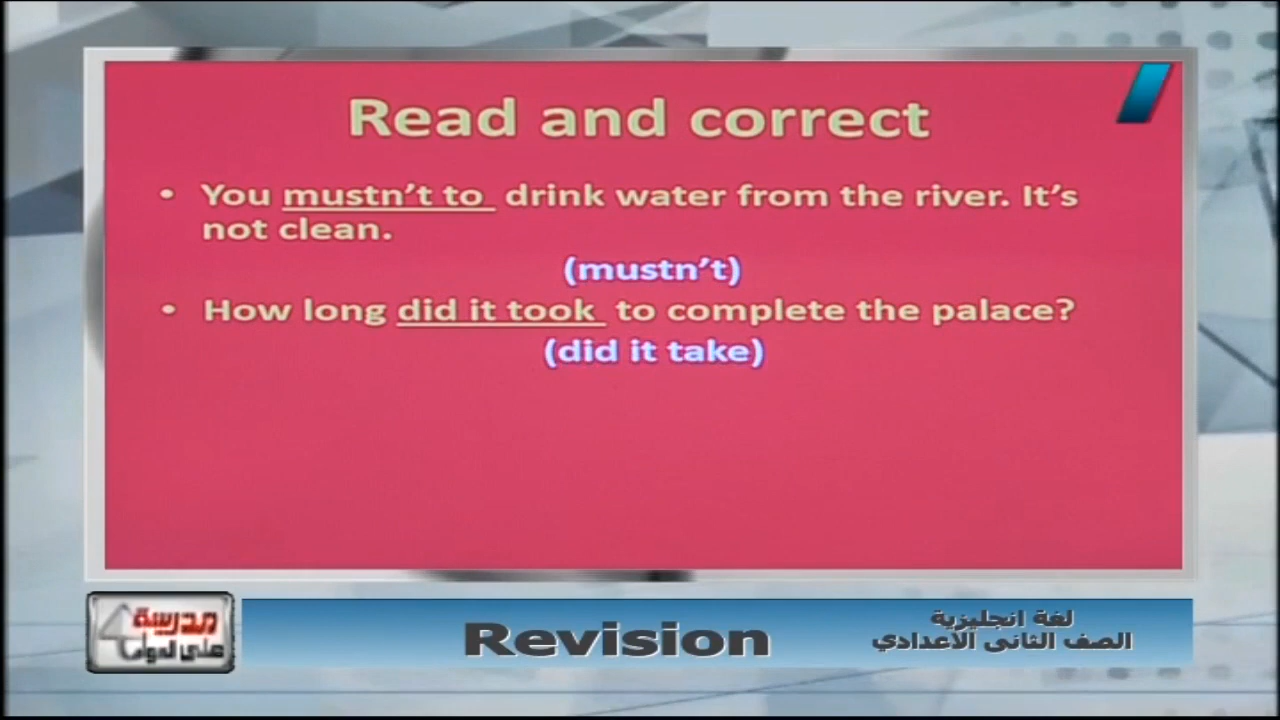 Read and correct
• You mustn’t to drink water from the river. It’s
not clean.
(mustn’t)
• How long did it took to complete the palace?
(did it take)
مدرسة
على الهواء
Revision
لغة انجليزية
الصف الثانى الاعدادي